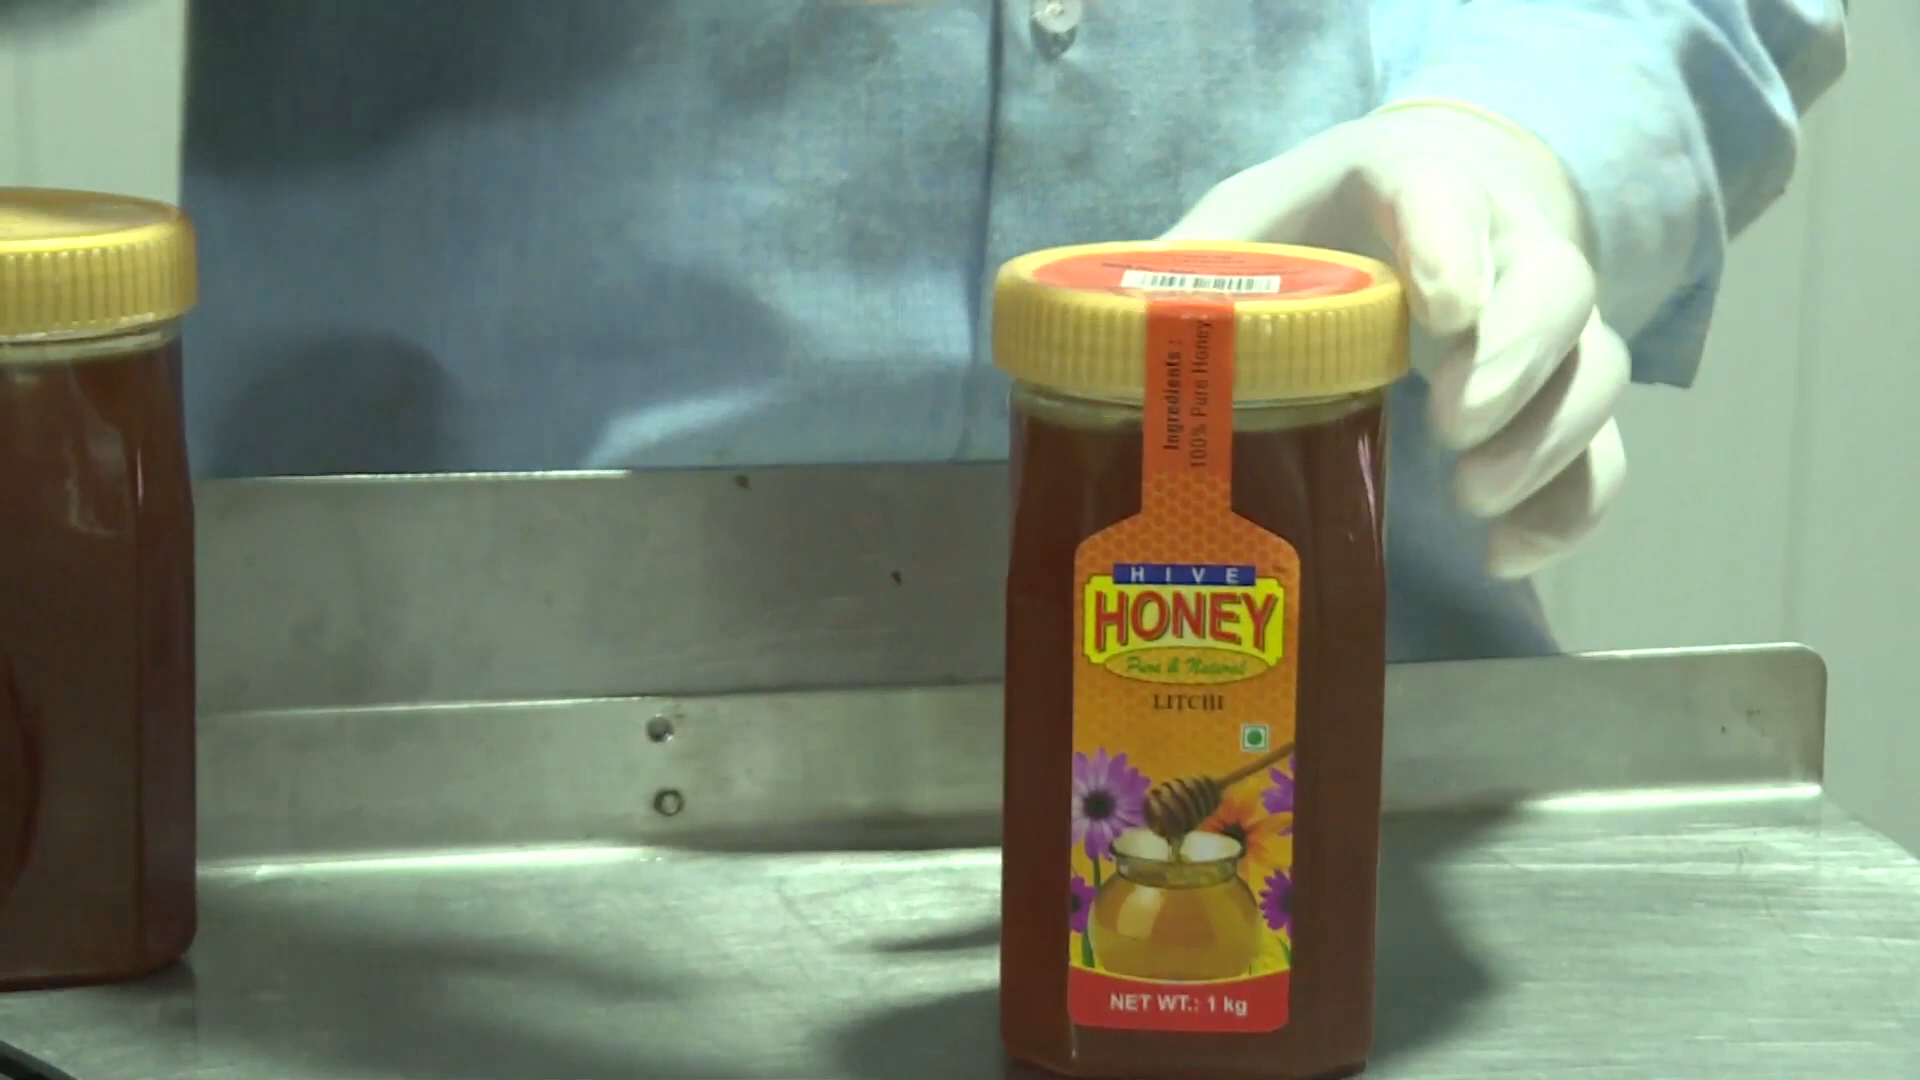 Ingredients :
100% Pure Honey
HIVE
HONEY
Pure & Natural
LITCHI
NET WT.: 1 kg